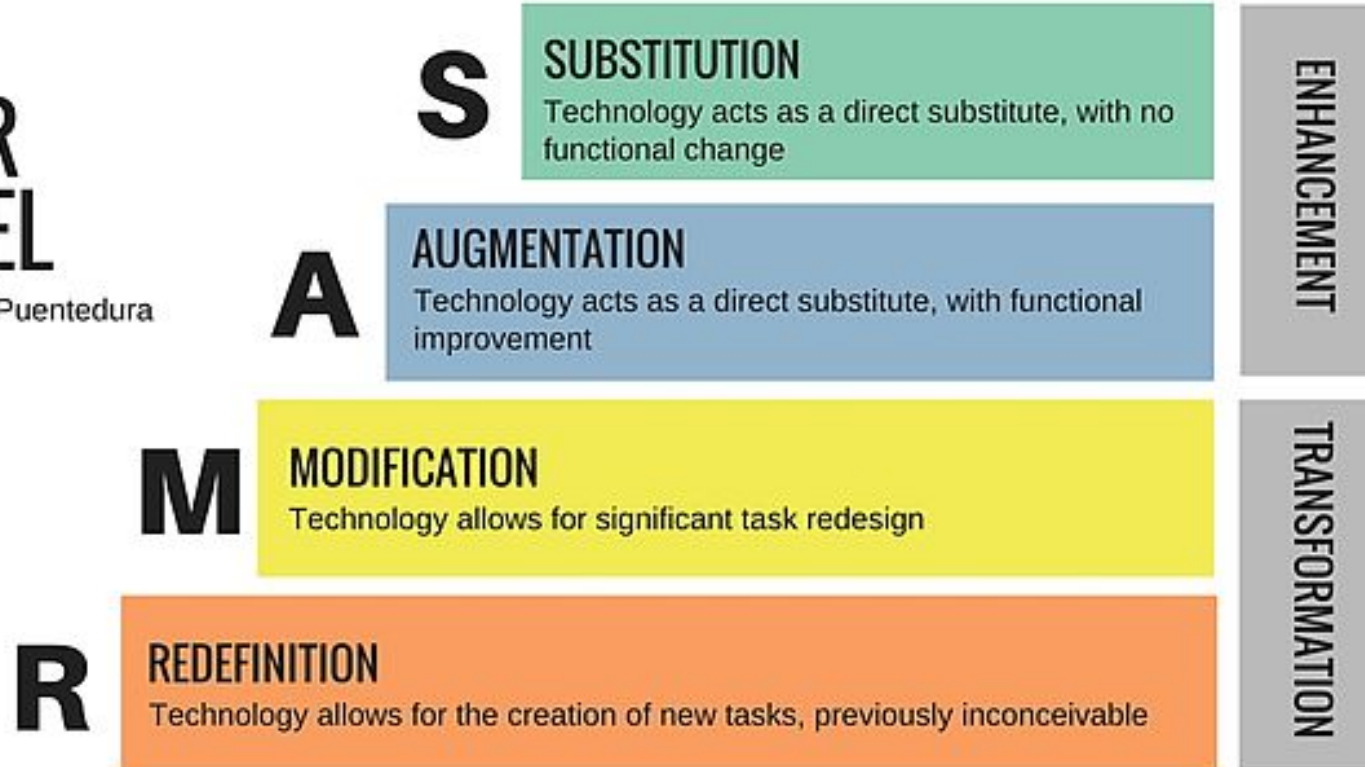 S
SUBSTITUTION
Technology acts as a direct substitute, with no
functional change
A
AUGMENTATION
Technology acts as a direct substitute, with functional
improvement
M
MODIFICATION
Technology allows for significant task redesign
R
REDEFINITION
Technology allows for the creation of new tasks, previously inconceivable
ENHANCEMENT
TRANSFORMATION
R
EL
Puentedura